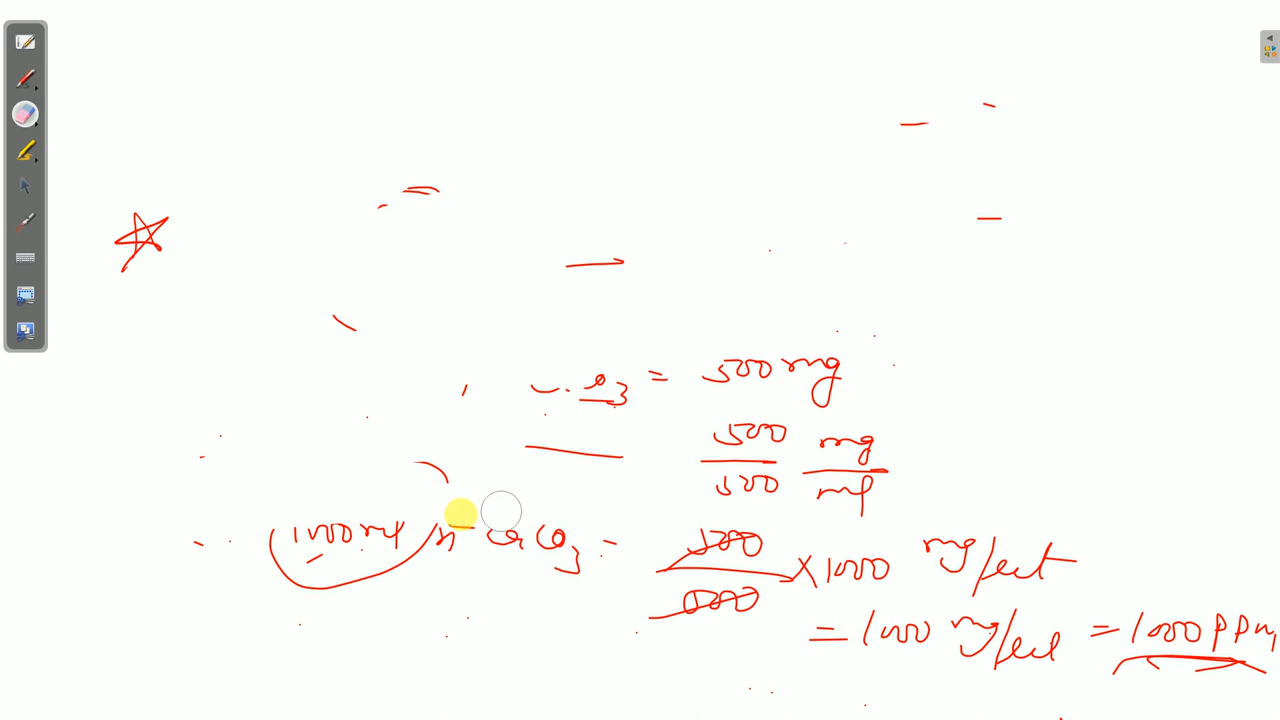 = 500 mg
500 mg
500 ml
1000 ml n CaCO3 - 500 × 1000 mg/lit
500
= 1000 mg/lit = 1000 ppm